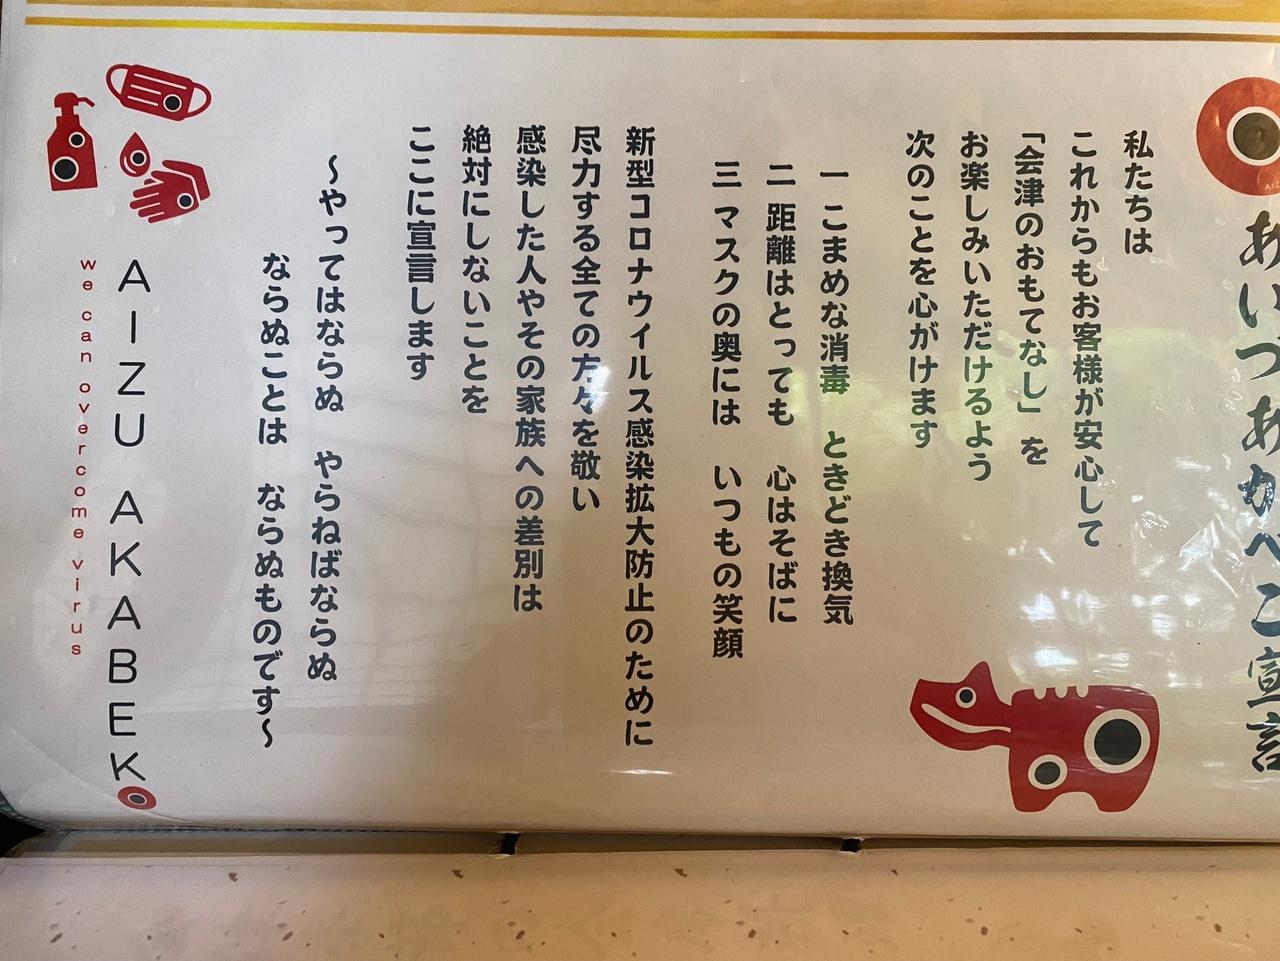 あいづあかべこ宣言
私たちは
これからもお客様が安心して
「会津のおもてなし」を
お楽しみいただけるよう
次のことを心がけます
一 こまめな消毒 ときどき換気
二 距離はとっても 心はそばに
三 マスクの奥には いつもの笑顔
新型コロナウィルス感染拡大防止のために
尽力する全ての方々を敬い
感染した人やその家族への差別は
絶対にしないことを
ここに宣言します
〜やってはならぬ やらねばならぬ
ならぬことは ならぬものです〜
AIZU AKABEKO
we can overcome virus